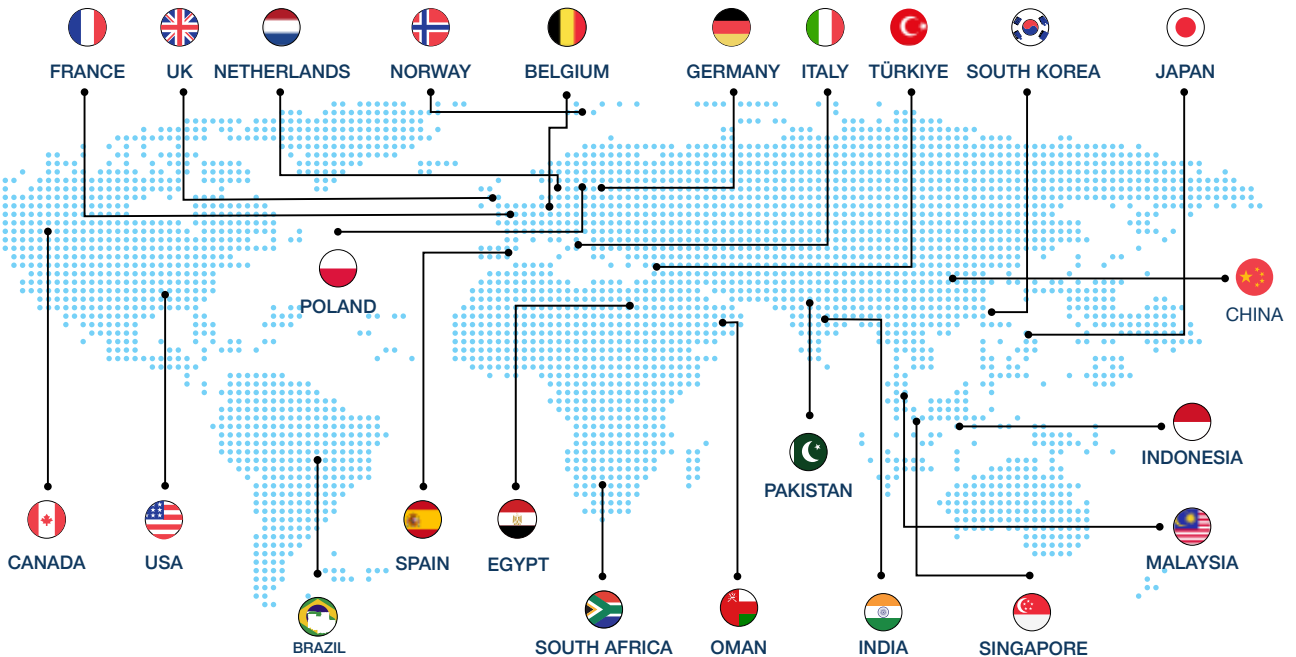 FRANCE
UK
NETHERLANDS
NORWAY
BELGIUM
GERMANY
ITALY
TÜRKIYE
SOUTH KOREA
JAPAN
POLAND
CHINA
INDONESIA
PAKISTAN
CANADA
USA
SPAIN
EGYPT
MALAYSIA
BRAZIL
SOUTH AFRICA
OMAN
INDIA
SINGAPORE